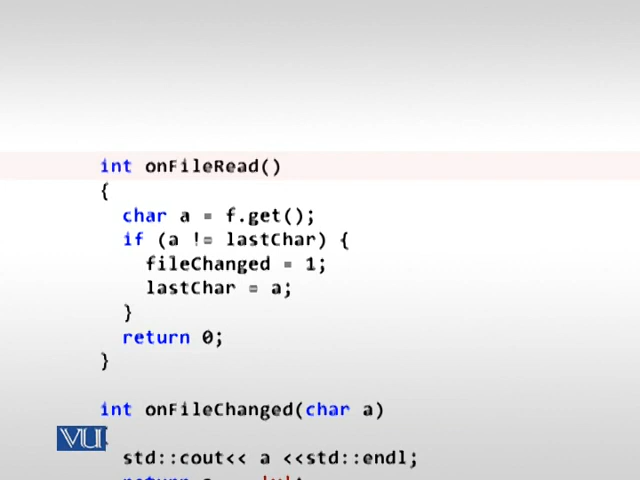 int onFileRead()
{
char a = f.get();
if (a != lastChar) {
fileChanged = 1;
lastChar = a;
}
return 0;
}
int onFileChanged(char a)
VU
std::cout<< a <<std::endl;